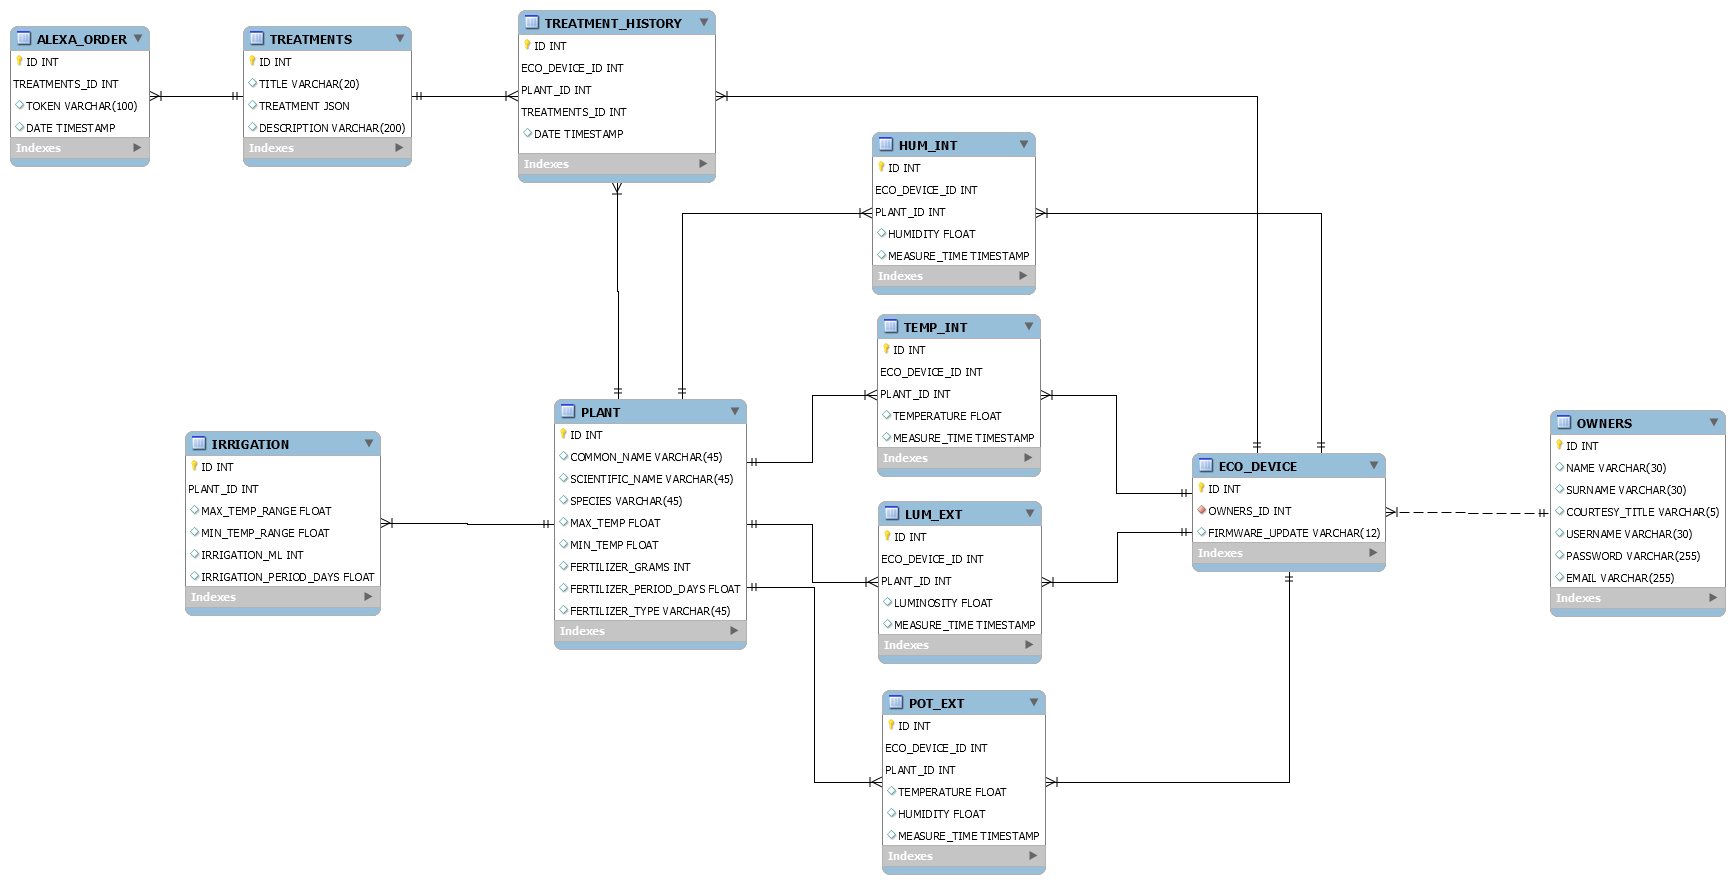 ALEXA_ORDER
ID INT
TREATMENTS_ID INT
TOKEN VARCHAR(100)
DATE TIMESTAMP
Indexes
TREATMENTS
ID INT
TITLE VARCHAR(20)
TREATMENT JSON
DESCRIPTION VARCHAR(200)
Indexes
TREATMENT_HISTORY
ID INT
ECO_DEVICE_ID INT
PLANT_ID INT
TREATMENTS_ID INT
DATE TIMESTAMP
Indexes
HUM_INT
ID INT
ECO_DEVICE_ID INT
PLANT_ID INT
HUMIDITY FLOAT
MEASURE_TIME TIMESTAMP
Indexes
TEMP_INT
ID INT
ECO_DEVICE_ID INT
PLANT_ID INT
TEMPERATURE FLOAT
MEASURE_TIME TIMESTAMP
Indexes
IRRIGATION
ID INT
PLANT_ID INT
MAX_TEMP_RANGE FLOAT
MIN_TEMP_RANGE FLOAT
IRRIGATION_ML INT
IRRIGATION_PERIOD_DAYS FLOAT
Indexes
PLANT
ID INT
COMMON_NAME VARCHAR(45)
SCIENTIFIC_NAME VARCHAR(45)
SPECIES VARCHAR(45)
MAX_TEMP FLOAT
MIN_TEMP FLOAT
FERTILIZER_GRAMS INT
FERTILIZER_PERIOD_DAYS FLOAT
FERTILIZER_TYPE VARCHAR(45)
Indexes
LUM_EXT
ID INT
ECO_DEVICE_ID INT
PLANT_ID INT
LUMINOSITY FLOAT
MEASURE_TIME TIMESTAMP
Indexes
ECO_DEVICE
ID INT
OWNERS_ID INT
FIRMWARE_UPDATE VARCHAR(12)
Indexes
OWNERS
ID INT
NAME VARCHAR(30)
SURNAME VARCHAR(30)
COURTESY_TITLE VARCHAR(5)
USERNAME VARCHAR(30)
PASSWORD VARCHAR(255)
EMAIL VARCHAR(255)
Indexes
POT_EXT
ID INT
ECO_DEVICE_ID INT
PLANT_ID INT
TEMPERATURE FLOAT
HUMIDITY FLOAT
MEASURE_TIME TIMESTAMP
Indexes